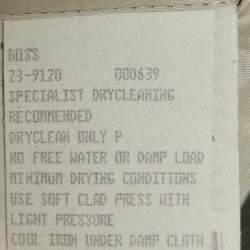 BOSS
23-9120 000639
SPECIALIST DRYCLEANING
RECOMMENDED
DRYCLEAN ONLY P
NO FREE WATER OR DAMP LOAD
MINIMUM DRYING CONDITIONS
USE SOFT CLAD PRESS WITH
LIGHT PRESSURE
COOL IRON UNDER DAMP CLOTH